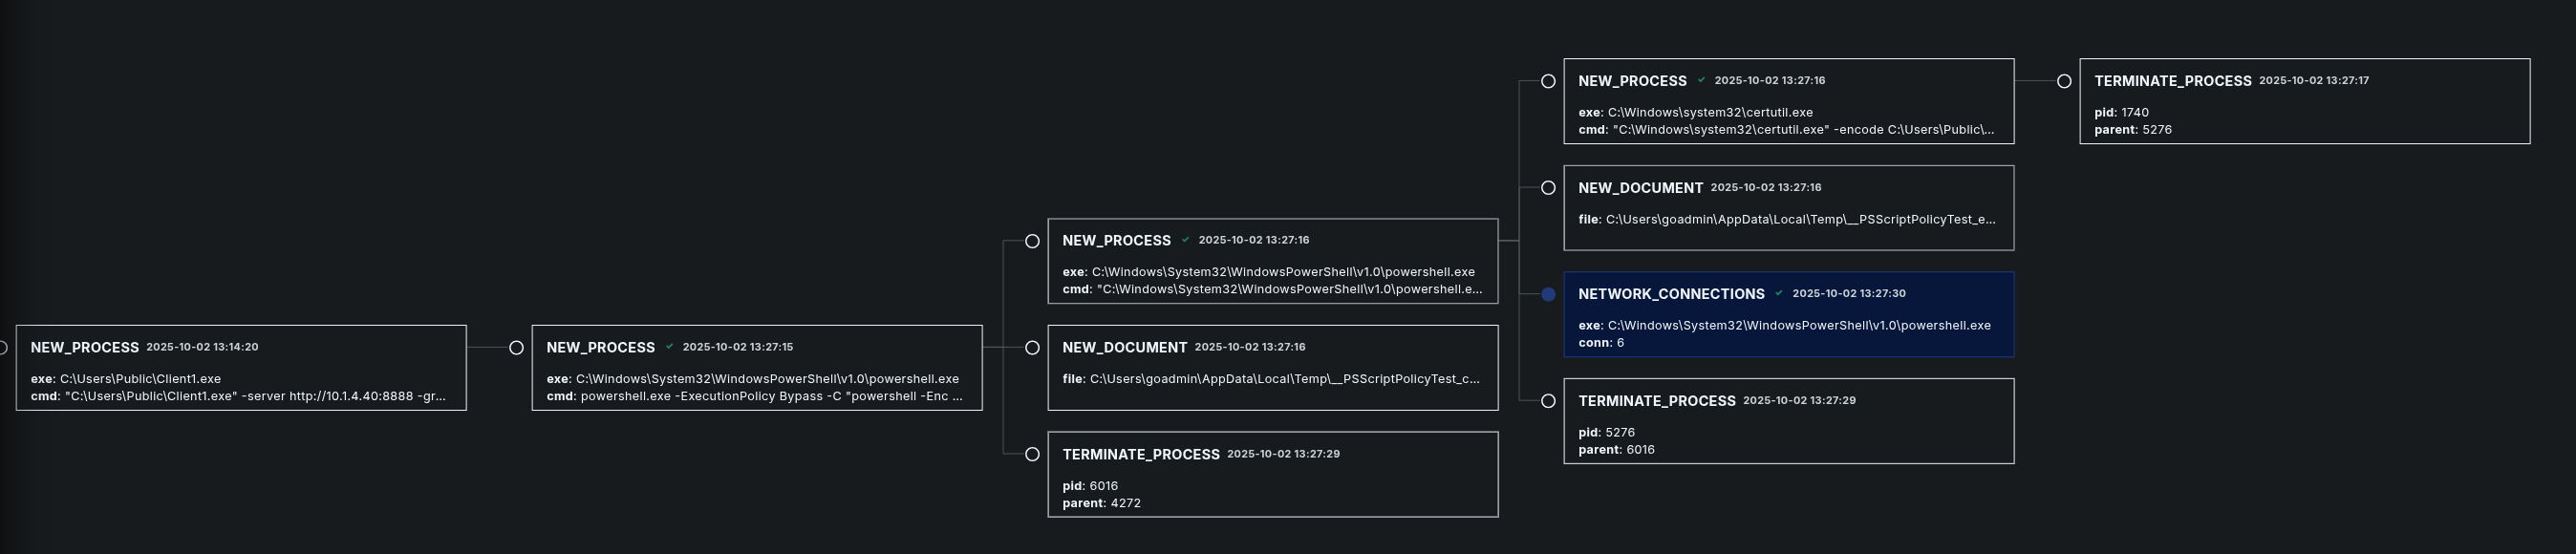 NEW_PROCESS 2025-10-02 13:14:20
exe: C:\Users\Public\Client1.exe
cmd: "C:\Users\Public\Client1.exe" -server http://10.1.4.40:8888 -gr...
NEW_PROCESS ✓ 2025-10-02 13:27:15
exe: C:\Windows\System32\WindowsPowerShell\v1.0\powershell.exe
cmd: powershell.exe -ExecutionPolicy Bypass -C "powershell -Enc ...
NEW_PROCESS ✓ 2025-10-02 13:27:16
exe: C:\Windows\System32\WindowsPowerShell\v1.0\powershell.exe
cmd: "C:\Windows\System32\WindowsPowerShell\v1.0\powershell.e...
NEW_DOCUMENT 2025-10-02 13:27:16
file: C:\Users\goadmin\AppData\Local\Temp\__PSScriptPolicyTest_c...
TERMINATE_PROCESS 2025-10-02 13:27:29
pid: 6016
parent: 4272
NEW_PROCESS ✓ 2025-10-02 13:27:16
exe: C:\Windows\system32\certutil.exe
cmd: "C:\Windows\system32\certutil.exe" -encode C:\Users\Public\...
NEW_DOCUMENT 2025-10-02 13:27:16
file: C:\Users\goadmin\AppData\Local\Temp\__PSScriptPolicyTest_e...
NETWORK_CONNECTIONS ✓ 2025-10-02 13:27:30
exe: C:\Windows\System32\WindowsPowerShell\v1.0\powershell.exe
conn: 6
TERMINATE_PROCESS 2025-10-02 13:27:29
pid: 5276
parent: 6016
TERMINATE_PROCESS 2025-10-02 13:27:17
pid: 1740
parent: 5276